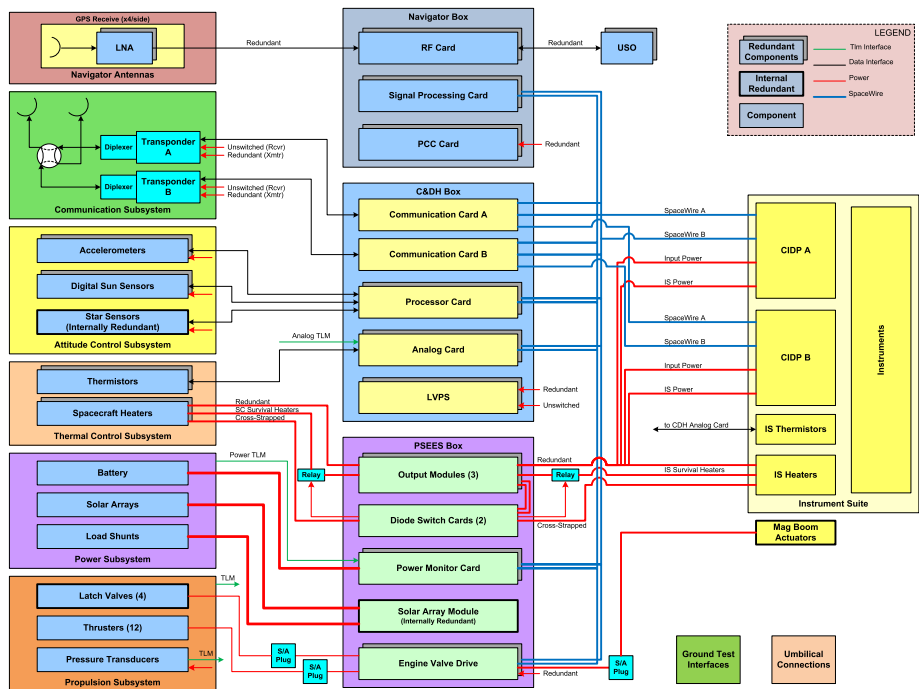 GPS Receive (x4/side)
LNA
Navigator Antennas
Redundant
Navigator Box
RF Card
Signal Processing Card
PCC Card
Redundant
Redundant
USO
LEGEND
Redundant
Components
Internal
Redundant
Component
Tlm Interface
Data Interface
Power
SpaceWire
Diplexer
Transponder
A
Unswitched (Rcvr)
Redundant (Xmtr)
Diplexer
Transponder
B
Unswitched (Rcvr)
Redundant (Xmtr)
Communication Subsystem
C&DH Box
Communication Card A
Communication Card B
Processor Card
Analog Card
LVPS
Redundant
Unswitched
Analog TLM
Accelerometers
Digital Sun Sensors
Star Sensors
(Internally Redundant)
Attitude Control Subsystem
Thermistors
Spacecraft Heaters
Thermal Control Subsystem
Redundant
SC Survival Heaters
Cross-Strapped
SpaceWire A
SpaceWire B
Input Power
IS Power
CIDP A
SpaceWire A
SpaceWire B
Input Power
IS Power
CIDP B
Instruments
to CDH Analog Card
IS Thermistors
IS Heaters
Instrument Suite
Battery
Solar Arrays
Load Shunts
Power Subsystem
Power TLM
Relay
PSEES Box
Output Modules (3)
Diode Switch Cards (2)
Power Monitor Card
Solar Array Module
(Internally Redundant)
Engine Valve Drive
Redundant
Relay
IS Survival Heaters
Cross-Strapped
Redundant
Mag Boom
Actuators
TLM
Latch Valves (4)
Thrusters (12)
Pressure Transducers
TLM
Propulsion Subsystem
S/A
Plug
S/A
Plug
S/A
Plug
Ground Test
Interfaces
Umbilical
Connections